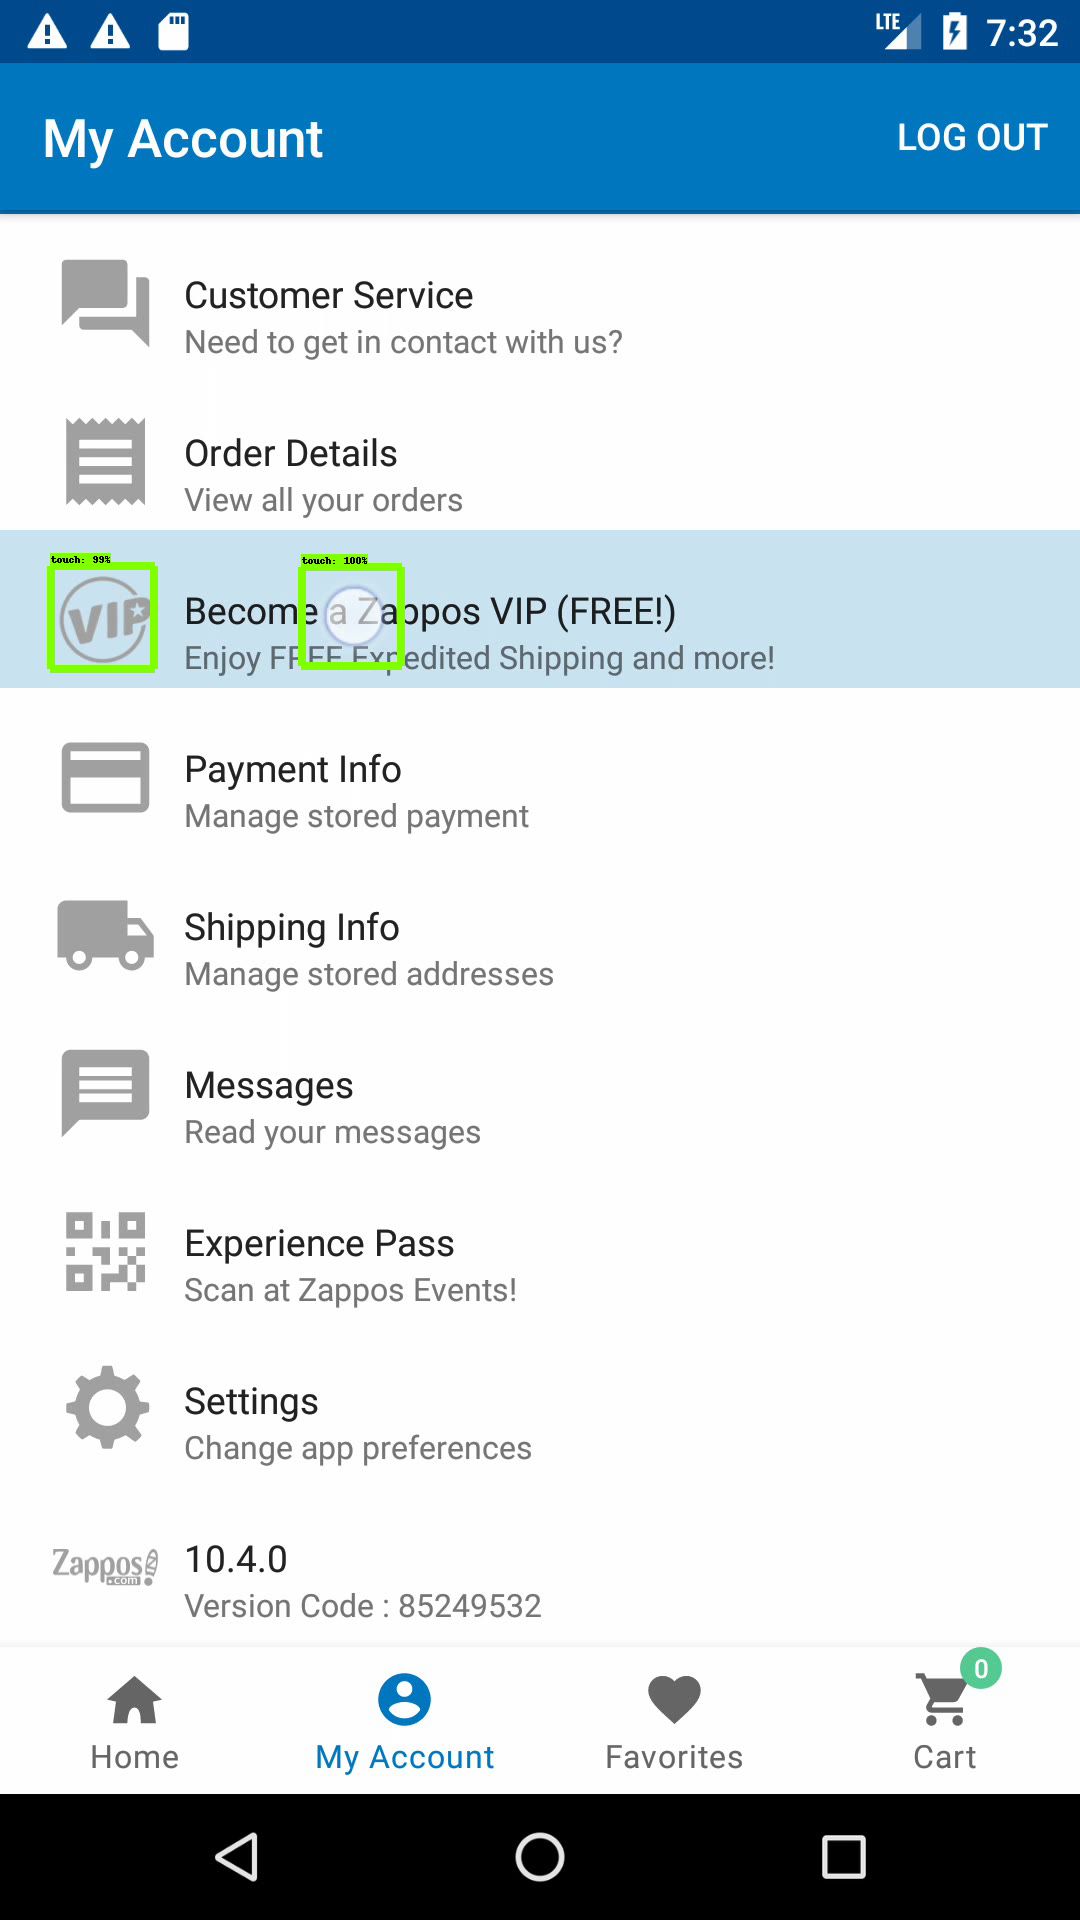 LTE 7:32
My Account LOG OUT
Customer Service
Need to get in contact with us?
Order Details
View all your orders
touch: 99% touch: 100%
VIP
Become a Zappos VIP (FREE!)
Enjoy FREE Expedited Shipping and more!
Payment Info
Manage stored payment
Shipping Info
Manage stored addresses
Messages
Read your messages
Experience Pass
Scan at Zappos Events!
Settings
Change app preferences
Zappos
.com
10.4.0
Version Code : 85249532
0
Home My Account Favorites Cart